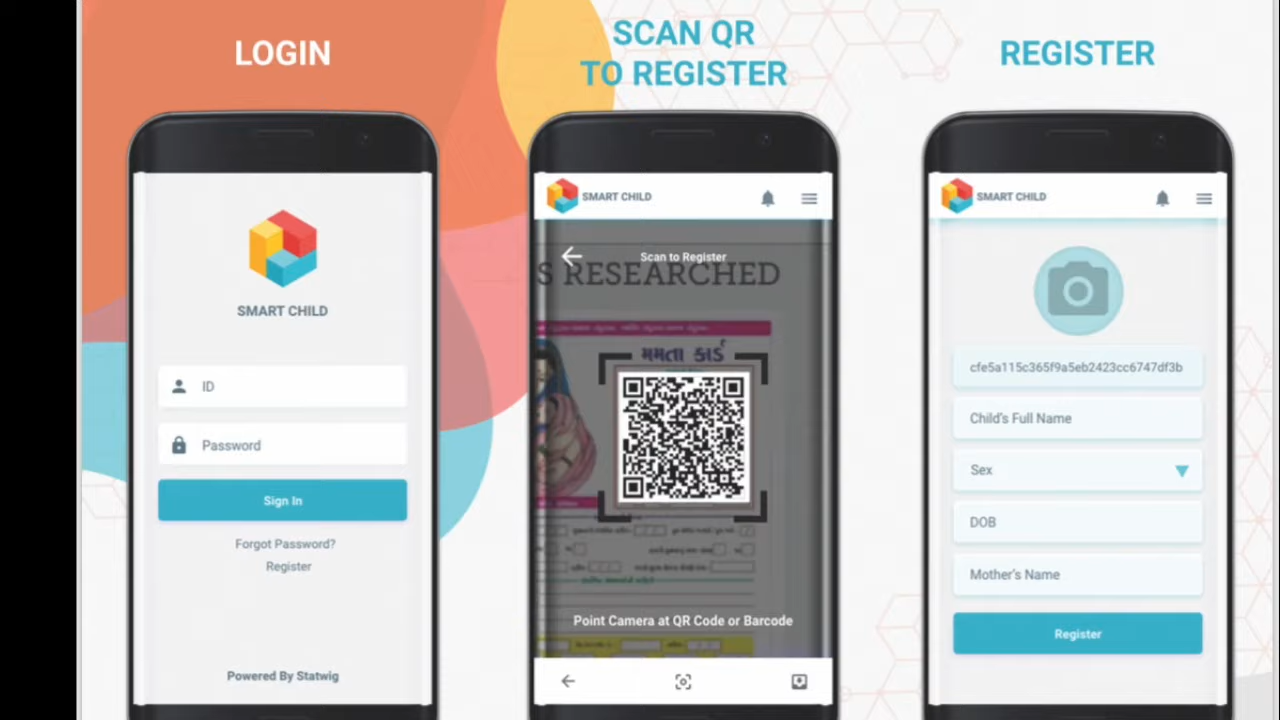 LOGIN
SMART CHILD
ID
Password
Sign In
Forgot Password?
Register
Powered By Statwig
SCAN QR
TO REGISTER
SMART CHILD
Scan to Register
S RESEARCHED
મમતા કાર્ડ
Point Camera at QR Code or Barcode
REGISTER
SMART CHILD
cfe5a115c365f9a5eb2423cc6747df3b
Child's Full Name
Sex
DOB
Mother's Name
Register